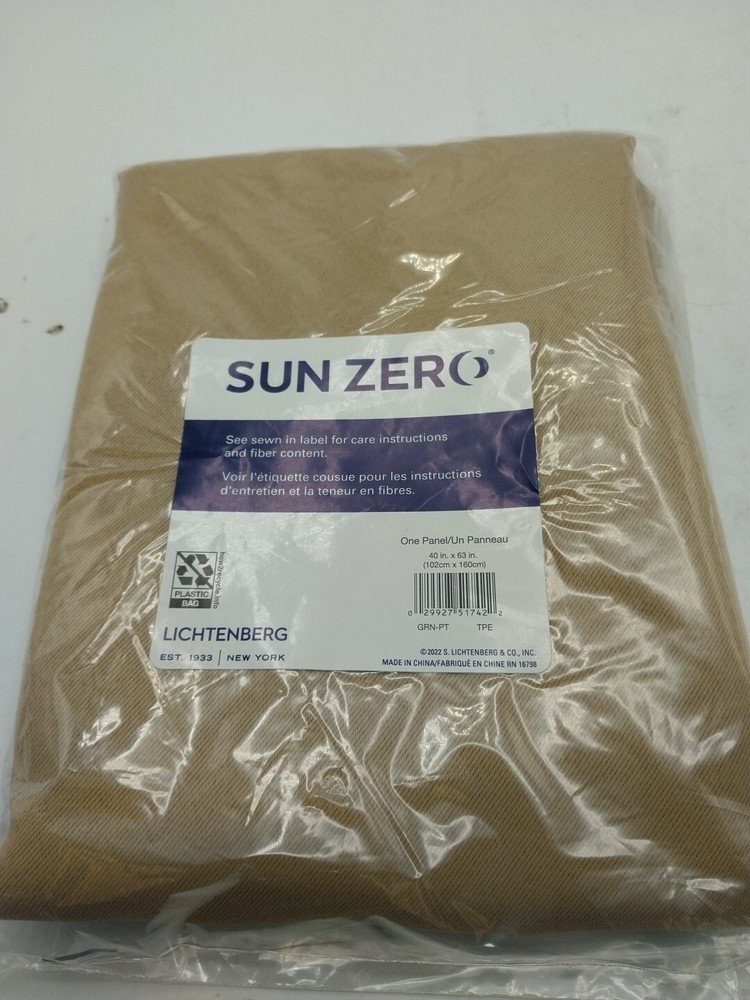 SUN ZERO®
See sewn in label for care instructions
and fiber content.
Voir l'étiquette cousue pour les instructions
d'entretien et la teneur en fibres.
One Panel/Un Panneau
40 in. x 63 in.
(102cm x 160cm)
how2recycle.info
PLASTIC
BAG
0 29927 51742 2
GRN-PT TPE
LICHTENBERG
EST. 1933 | NEW YORK
©2022 S. LICHTENBERG & CO., INC.
MADE IN CHINA/FABRIQUÉ EN CHINE RN 16798